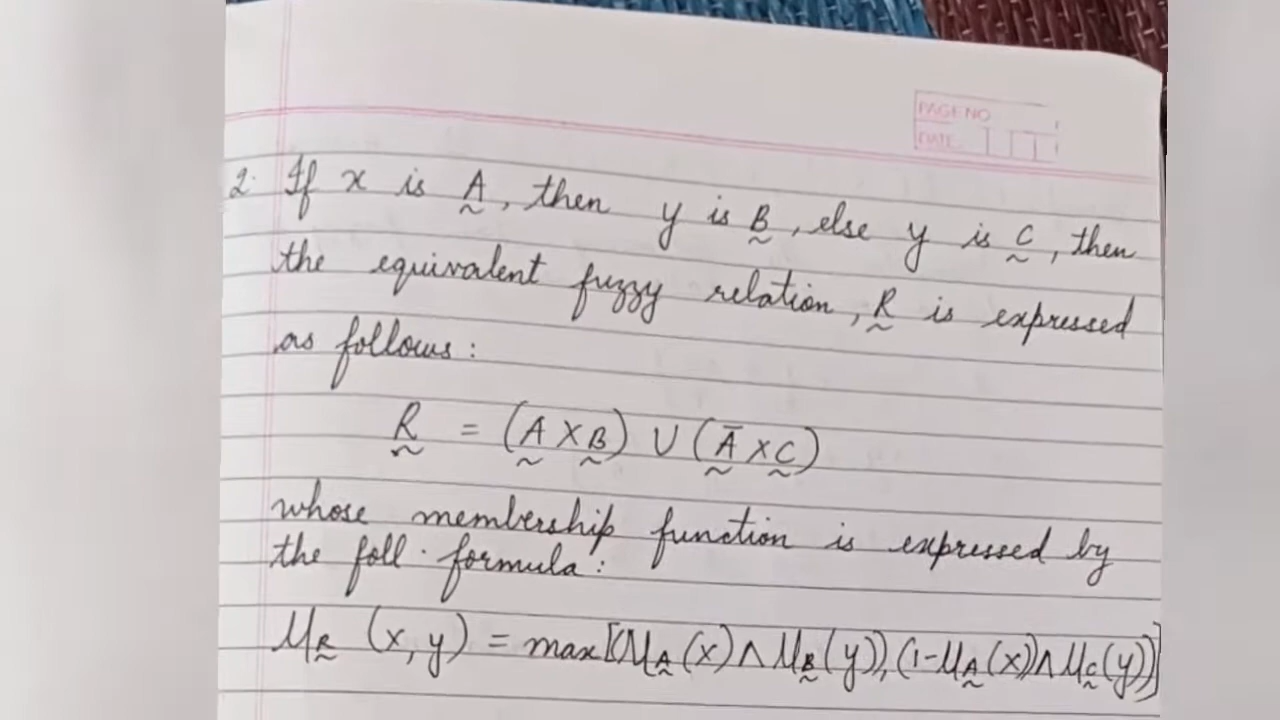 PAGE NO
DATE
2. If x is A̰, then y is B̰, else y is C̰, then
the equivalent fuzzy relation, R̰ is expressed
as follows:
R̰ = (A̰ × B̰) ∪ (Ā̰ × C̰)
whose membership function is expressed by
the foll. formula:
μR̰ (x, y) = max[(μA̰(x) ∧ μB̰(y)), (1-μA̰(x)) ∧ μC̰(y))]